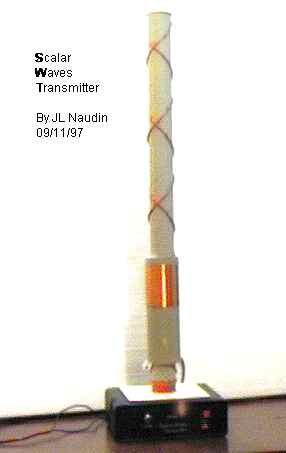 Scalar
Waves
Transmitter
By JL Naudin
09/11/97